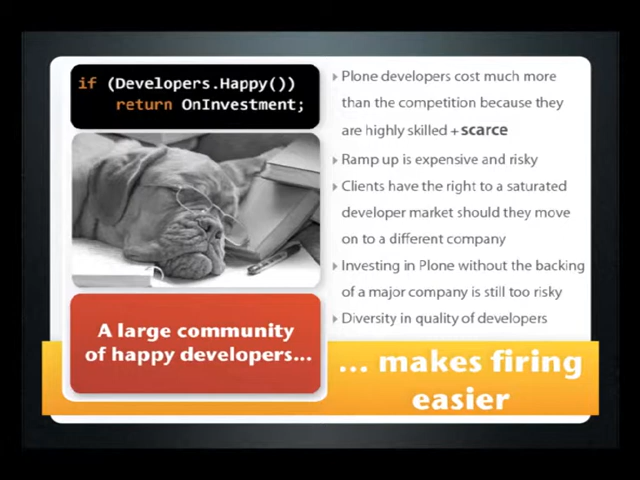 if (Developers.Happy())
return OnInvestment;
A large community
of happy developers...
Plone developers cost much more
than the competition because they
are highly skilled + scarce
Ramp up is expensive and risky
Clients have the right to a saturated
developer market should they move
on to a different company
Investing in Plone without the backing
of a major company is still too risky
Diversity in quality of developers
... makes firing
easier